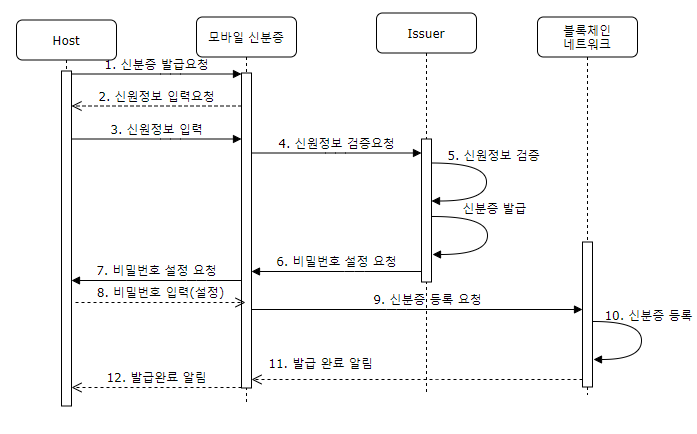 Host
모바일 신분증
Issuer
블록체인
네트워크
1. 신분증 발급요청
2. 신원정보 입력요청
3. 신원정보 입력
4. 신원정보 검증요청
5. 신원정보 검증
신분증 발급
6. 비밀번호 설정 요청
7. 비밀번호 설정 요청
8. 비밀번호 입력(설정)
9. 신분증 등록 요청
10. 신분증 등록
11. 발급 완료 알림
12. 발급완료 알림